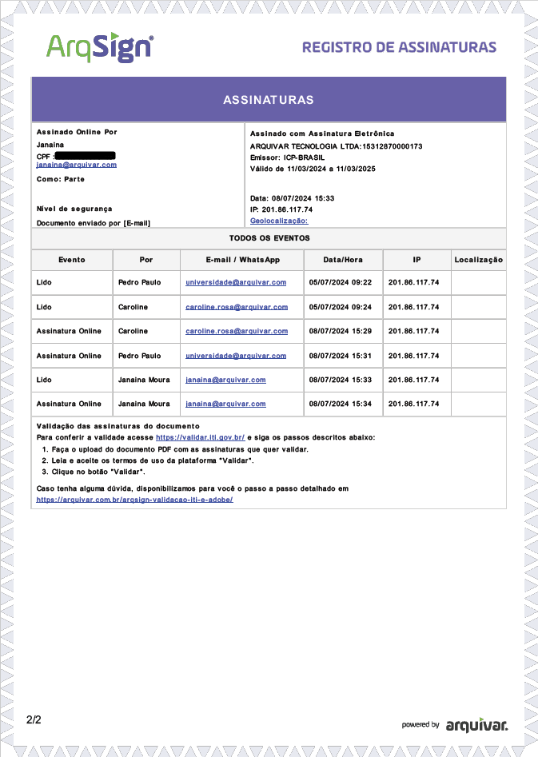 ArqSign
REGISTRO DE ASSINATURAS
ASSINATURAS
Assinado Online Por
Janaina
CPF :
janaina@arquivar.com
Como: Parte
Nível de segurança
Documento enviado por [E-mail]
Assinado com Assinatura Eletrônica
ARQUIVAR TECNOLOGIA LTDA:15312870000173
Emissor: ICP-BRASIL
Válido de 11/03/2024 a 11/03/2025
Data: 08/07/2024 15:33
IP: 201.86.117.74
Geolocalização:
TODOS OS EVENTOS
Evento Por E-mail / WhatsApp Data/Hora IP Localização
Lido Pedro Paulo universidade@arquivar.com 05/07/2024 09:22 201.86.117.74
Lido Caroline caroline.rosa@arquivar.com 05/07/2024 09:24 201.86.117.74
Assinatura Online Caroline caroline.rosa@arquivar.com 08/07/2024 15:29 201.86.117.74
Assinatura Online Pedro Paulo universidade@arquivar.com 08/07/2024 15:31 201.86.117.74
Lido Janaina Moura janaina@arquivar.com 08/07/2024 15:33 201.86.117.74
Assinatura Online Janaina Moura janaina@arquivar.com 08/07/2024 15:34 201.86.117.74
Validação das assinaturas do documento
Para conferir a validade acesse https://validar.iti.gov.br/ e siga os passos descritos abaixo:
1. Faça o upload do documento PDF com as assinaturas que quer validar.
2. Leia e aceite os termos de uso da plataforma "Validar".
3. Clique no botão "Validar".
Caso tenha alguma dúvida, disponibilizamos para você o passo a passo detalhado em
https://arquivar.com.br/arqsign-validacao-iti-e-adobe/
2/2
powered by arquivar.